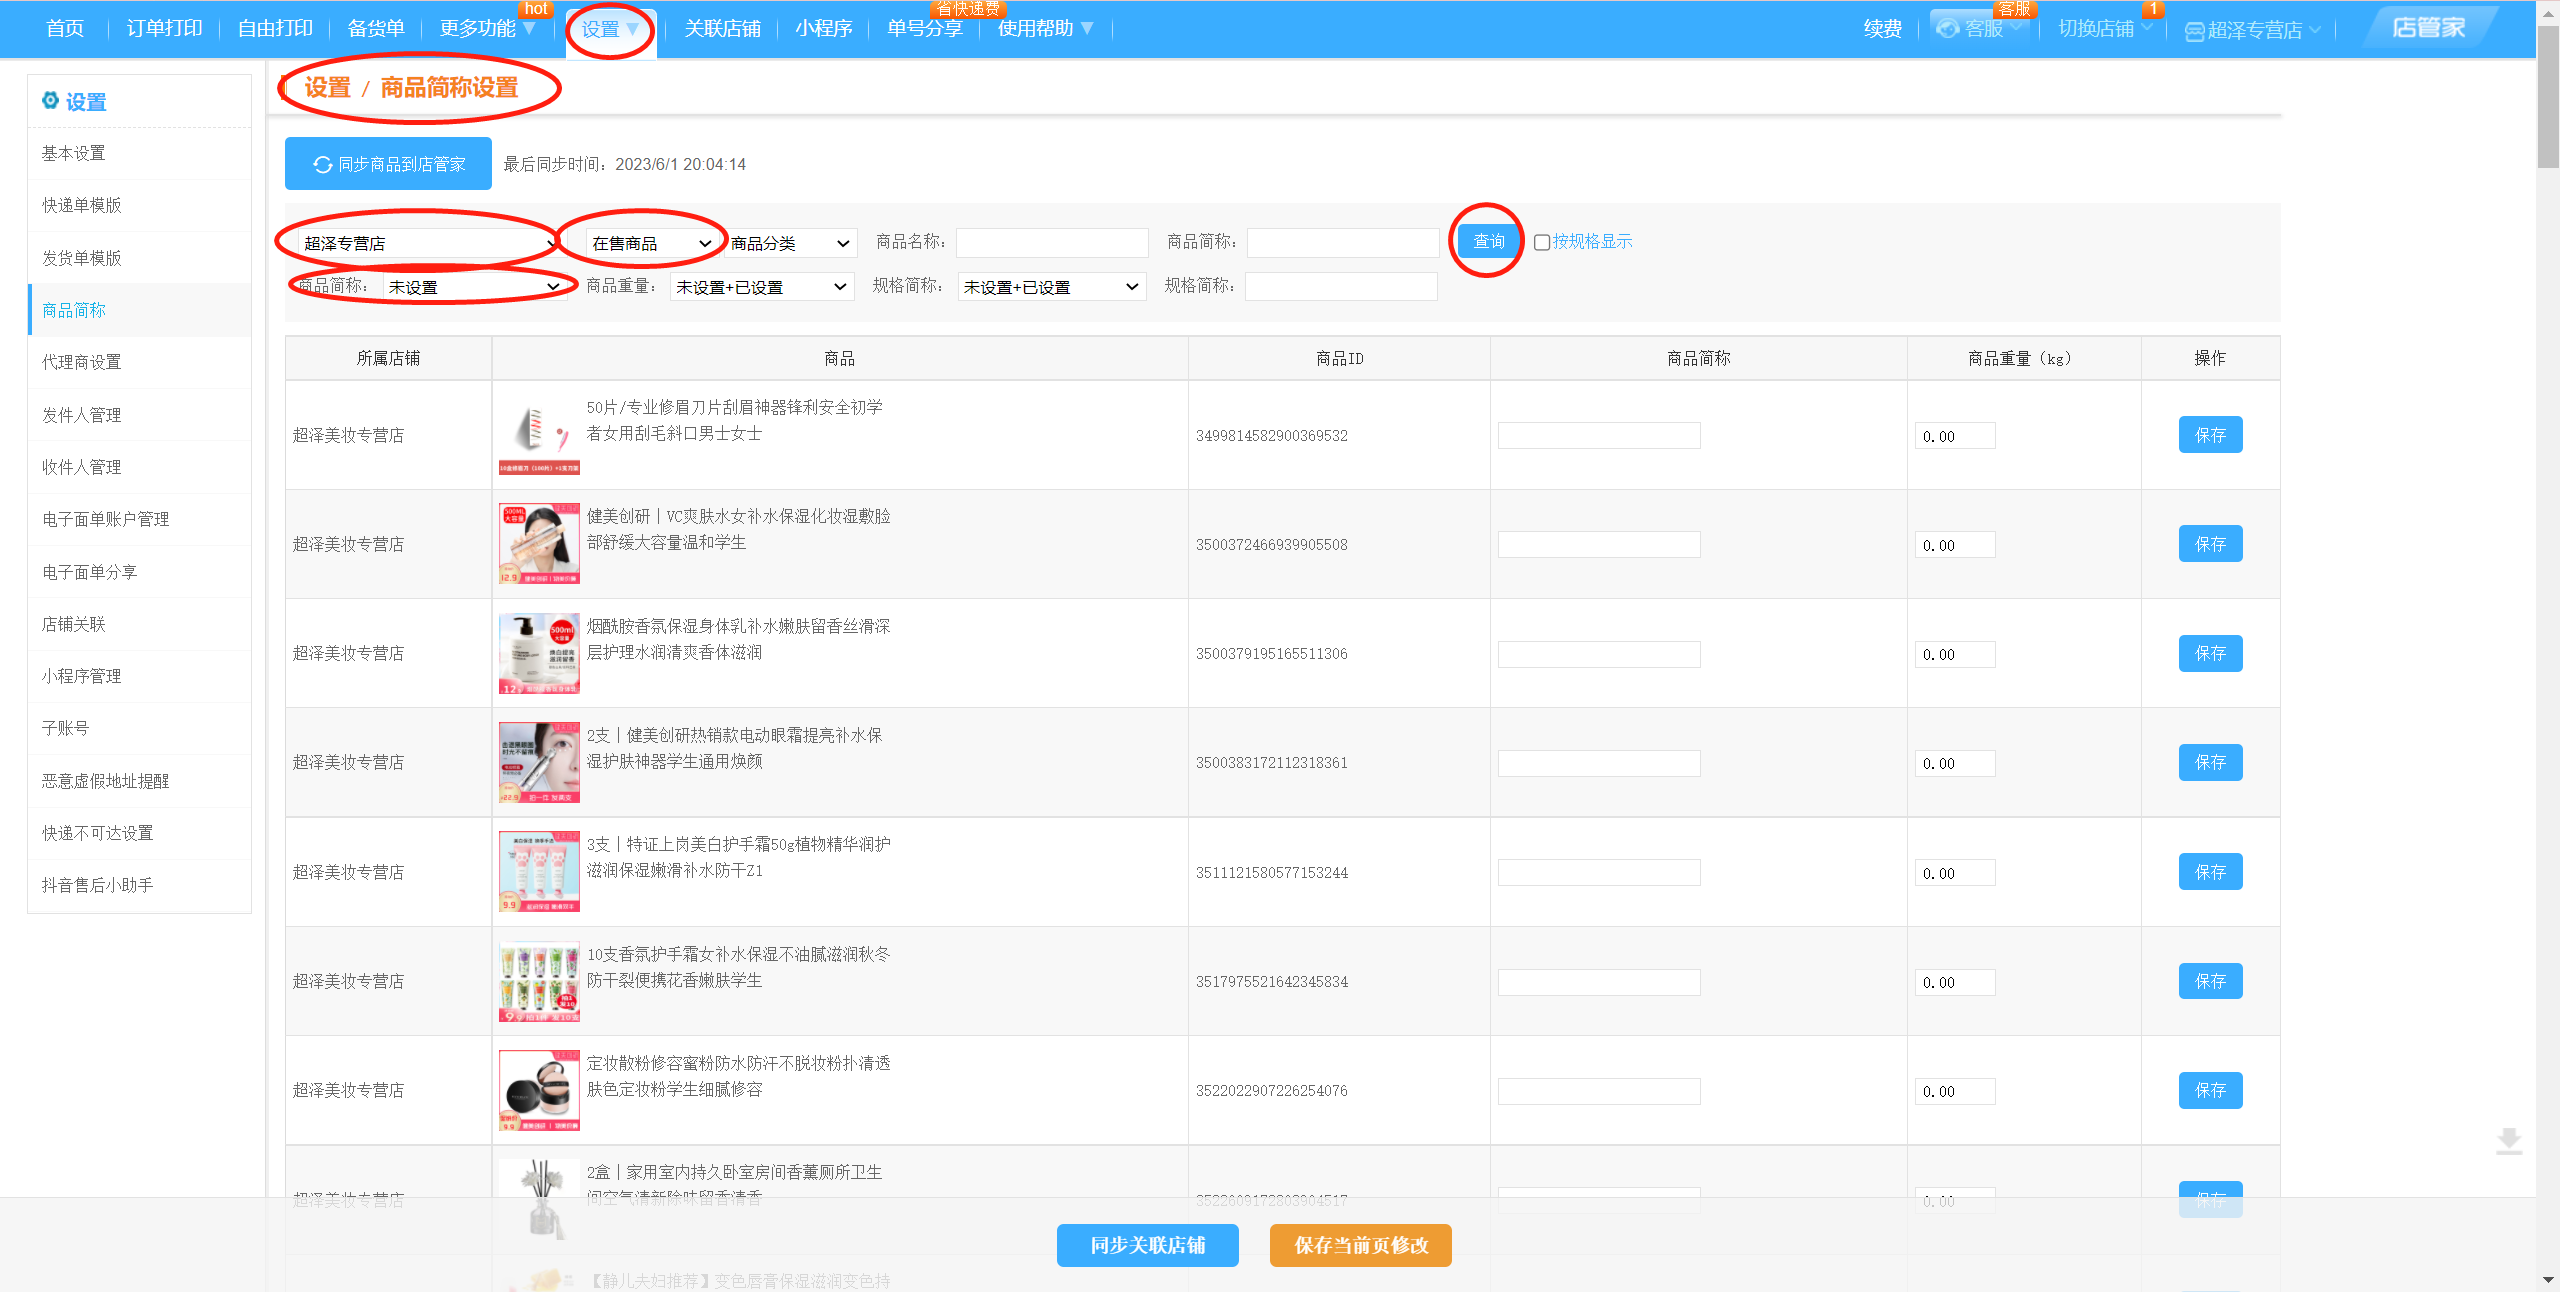 首页 订单打印 自由打印 备货单 更多功能 hot 设置 关联店铺 小程序 单号分享 省快递费 使用帮助 续费 客服 客服 切换店铺 1 超泽专营店 店管家
设置
基本设置
快递单模版
发货单模版
商品简称
代理商设置
发件人管理
收件人管理
电子面单账户管理
电子面单分享
店铺关联
小程序管理
子账号
恶意虚假地址提醒
快递不可达设置
抖音售后小助手
设置 / 商品简称设置
同步商品到店管家 最后同步时间：2023/6/1 20:04:14
超泽专营店 在售商品 商品分类 商品名称： 商品简称： 查询 按规格显示
商品简称： 未设置 商品重量： 未设置+已设置 规格简称： 未设置+已设置 规格简称：
所属店铺 商品 商品ID 商品简称 商品重量（kg） 操作
50片/专业修眉刀片刮眉神器锋利安全初学
者女用刮毛斜口男士女士
超泽美妆专营店 3499814582900369532 0.00 保存
健美创研丨VC爽肤水女补水保湿化妆湿敷脸
部舒缓大容量温和学生
超泽美妆专营店 3500372466939905508 0.00 保存
500ML
大容量
12.9
烟酰胺香氛保湿身体乳补水嫩肤留香丝滑深
层护理水润清爽香体滋润
超泽美妆专营店 3500379195165511306 0.00 保存
500ml
2支丨健美创研热销款电动眼霜提亮补水保
湿护肤神器学生通用焕颜
超泽美妆专营店 3500383172112318361 0.00 保存
22.9
3支丨特证上岗美白护手霜50g植物精华润护
滋润保湿嫩滑补水防干Z1
超泽美妆专营店 3511121580577153244 0.00 保存
9.9
10支香氛护手霜女补水保湿不油腻滋润秋冬
防干裂便携花香嫩肤学生
超泽美妆专营店 3517975521642345834 0.00 保存
9.9
定妆散粉修容蜜粉防水防汗不脱妆粉扑清透
肤色定妆粉学生细腻修容
超泽美妆专营店 3522022907226254076 0.00 保存
9.9
2盒丨家用室内持久卧室房间香薰厕所卫生
间空气清新除味留香清香
超泽美妆专营店 3522609172803904517 0.00 保存
【静儿夫妇推荐】变色唇膏保湿滋润变色持
同步关联店铺 保存当前页修改